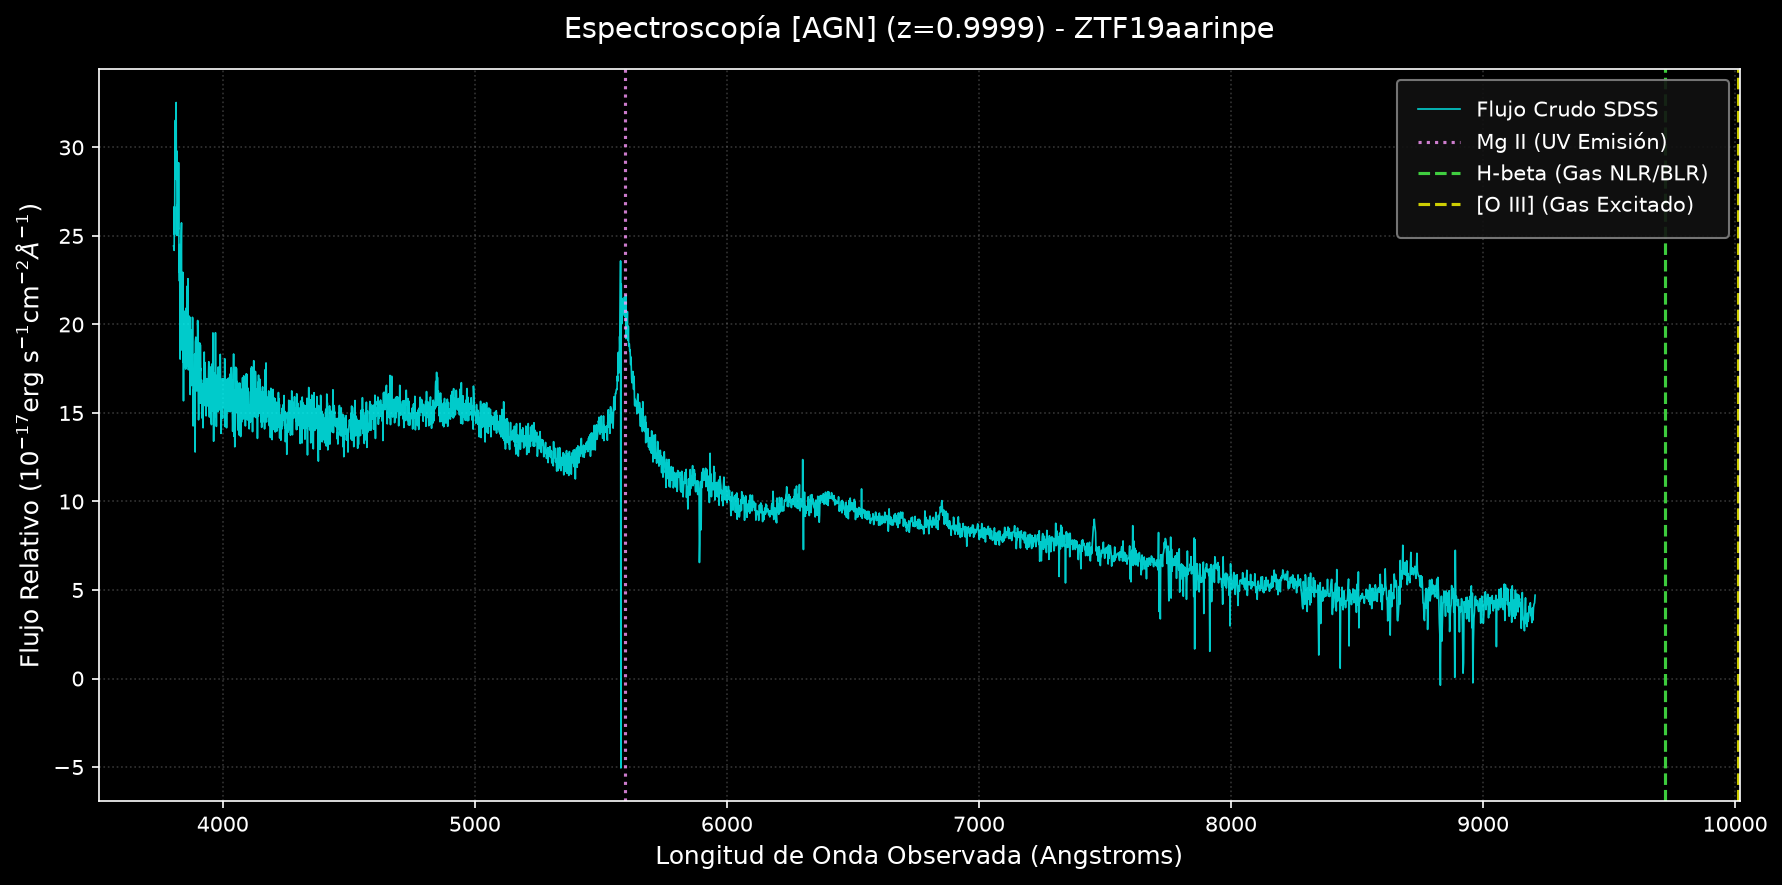 Espectroscopía [AGN] (z=0.9999) - ZTF19aarinpe
Flujo Crudo SDSS
Mg II (UV Emisión)
H-beta (Gas NLR/BLR)
[O III] (Gas Excitado)
Flujo Relativo (10⁻¹⁷erg s⁻¹cm⁻²Å⁻¹)
30
25
20
15
10
5
0
−5
4000 5000 6000 7000 8000 9000 10000
Longitud de Onda Observada (Angstroms)